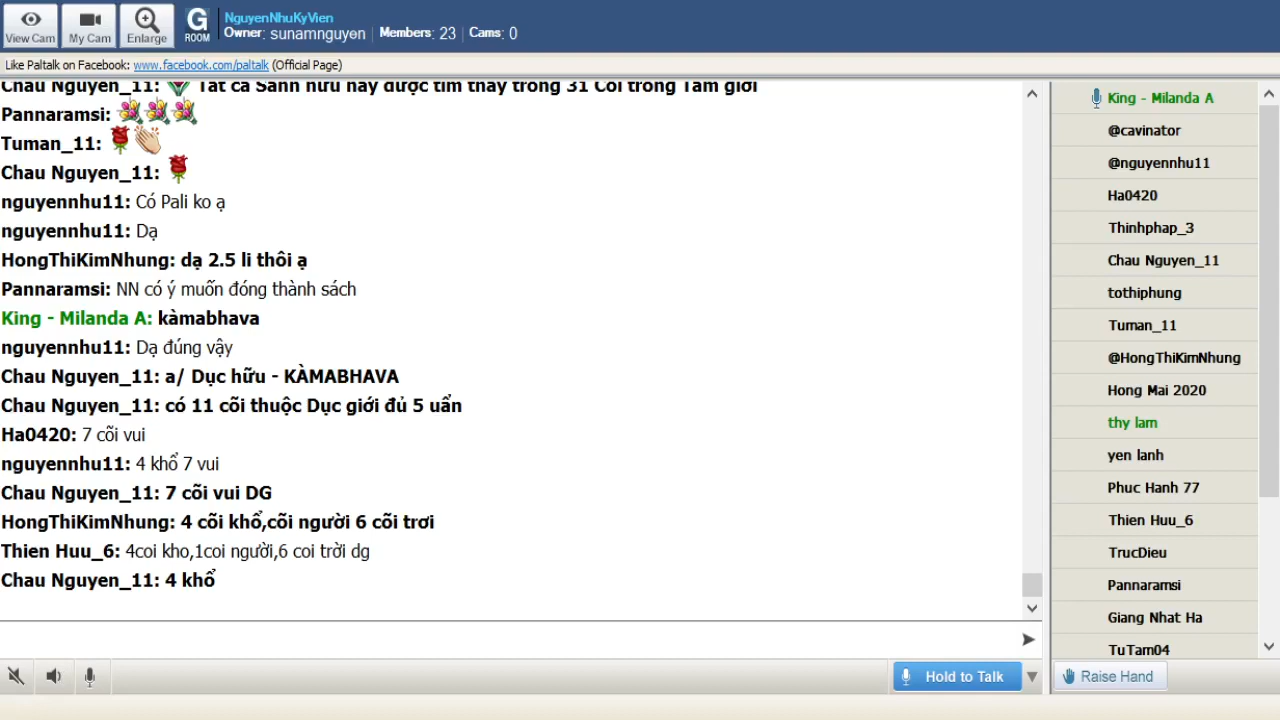 NguyenNhuKyVien
Owner: sunamnguyen Members: 23 Cams: 0
View Cam
My Cam
Enlarge
G
ROOM
Like Paltalk on Facebook: www.facebook.com/paltalk (Official Page)
Chau Nguyen_11: Tất cả Sanh hữu này được tìm thấy trong 31 Cõi trong Tam giới
Pannaramsi:
Tuman_11:
Chau Nguyen_11:
nguyennhu11: Có Pali ko ạ
nguyennhu11: Dạ
HongThiKimNhung: dạ 2.5 li thôi ạ
Pannaramsi: NN có ý muốn đóng thành sách
King - Milanda A: kàmabhava
nguyennhu11: Dạ đúng vậy
Chau Nguyen_11: a/ Dục hữu - KÀMABHAVA
Chau Nguyen_11: có 11 cõi thuộc Dục giới đủ 5 uẩn
Ha0420: 7 cõi vui
nguyennhu11: 4 khổ 7 vui
Chau Nguyen_11: 7 cõi vui DG
HongThiKimNhung: 4 cõi khổ,cõi người 6 cõi trơi
Thien Huu_6: 4coi kho,1coi người,6 coi trời dg
Chau Nguyen_11: 4 khổ
King - Milanda A
@cavinator
@nguyennhu11
Ha0420
Thinhphap_3
Chau Nguyen_11
tothiphung
Tuman_11
@HongThiKimNhung
Hong Mai 2020
thy lam
yen lanh
Phuc Hanh 77
Thien Huu_6
TrucDieu
Pannaramsi
Giang Nhat Ha
TuTam04
Hold to Talk
Raise Hand